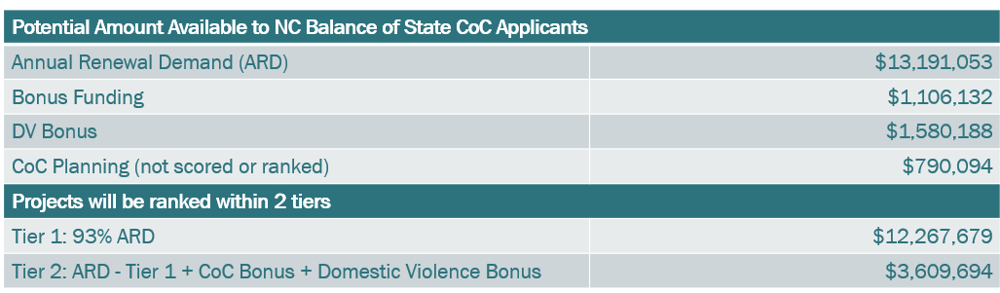 Potential Amount Available to NC Balance of State CoC Applicants
Annual Renewal Demand (ARD) $13,191,053
Bonus Funding $1,106,132
DV Bonus $1,580,188
CoC Planning (not scored or ranked) $790,094
Projects will be ranked within 2 tiers
Tier 1: 93% ARD $12,267,679
Tier 2: ARD - Tier 1 + CoC Bonus + Domestic Violence Bonus $3,609,694